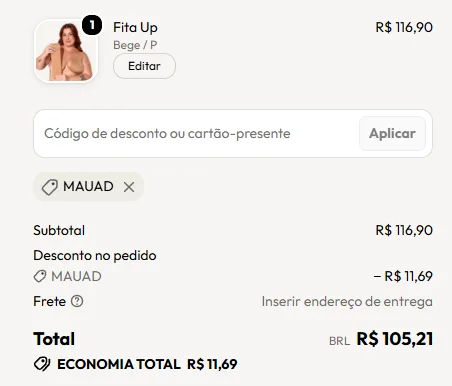 1
Fita Up
R$ 116,90
Bege / P
Editar
Código de desconto ou cartão-presente
Aplicar
MAUAD
Subtotal
R$ 116,90
Desconto no pedido
MAUAD
− R$ 11,69
Frete
Inserir endereço de entrega
Total
BRL R$ 105,21
ECONOMIA TOTAL R$ 11,69